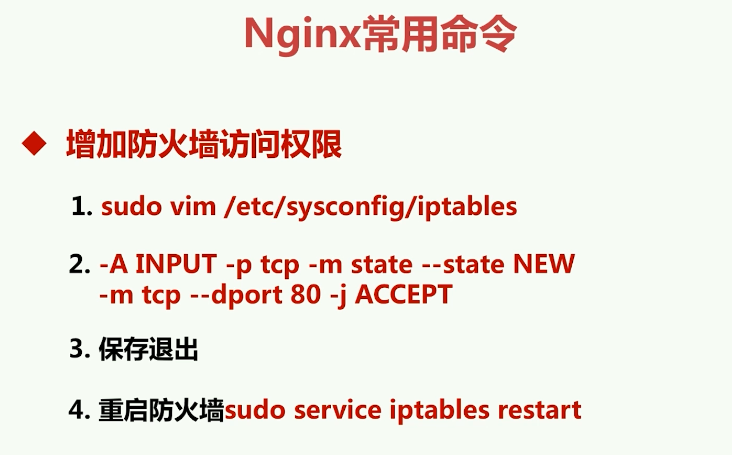 Nginx常用命令
◆ 增加防火墙访问权限
1. sudo vim /etc/sysconfig/iptables
2. -A INPUT -p tcp -m state --state NEW
-m tcp --dport 80 -j ACCEPT
3. 保存退出
4. 重启防火墙sudo service iptables restart